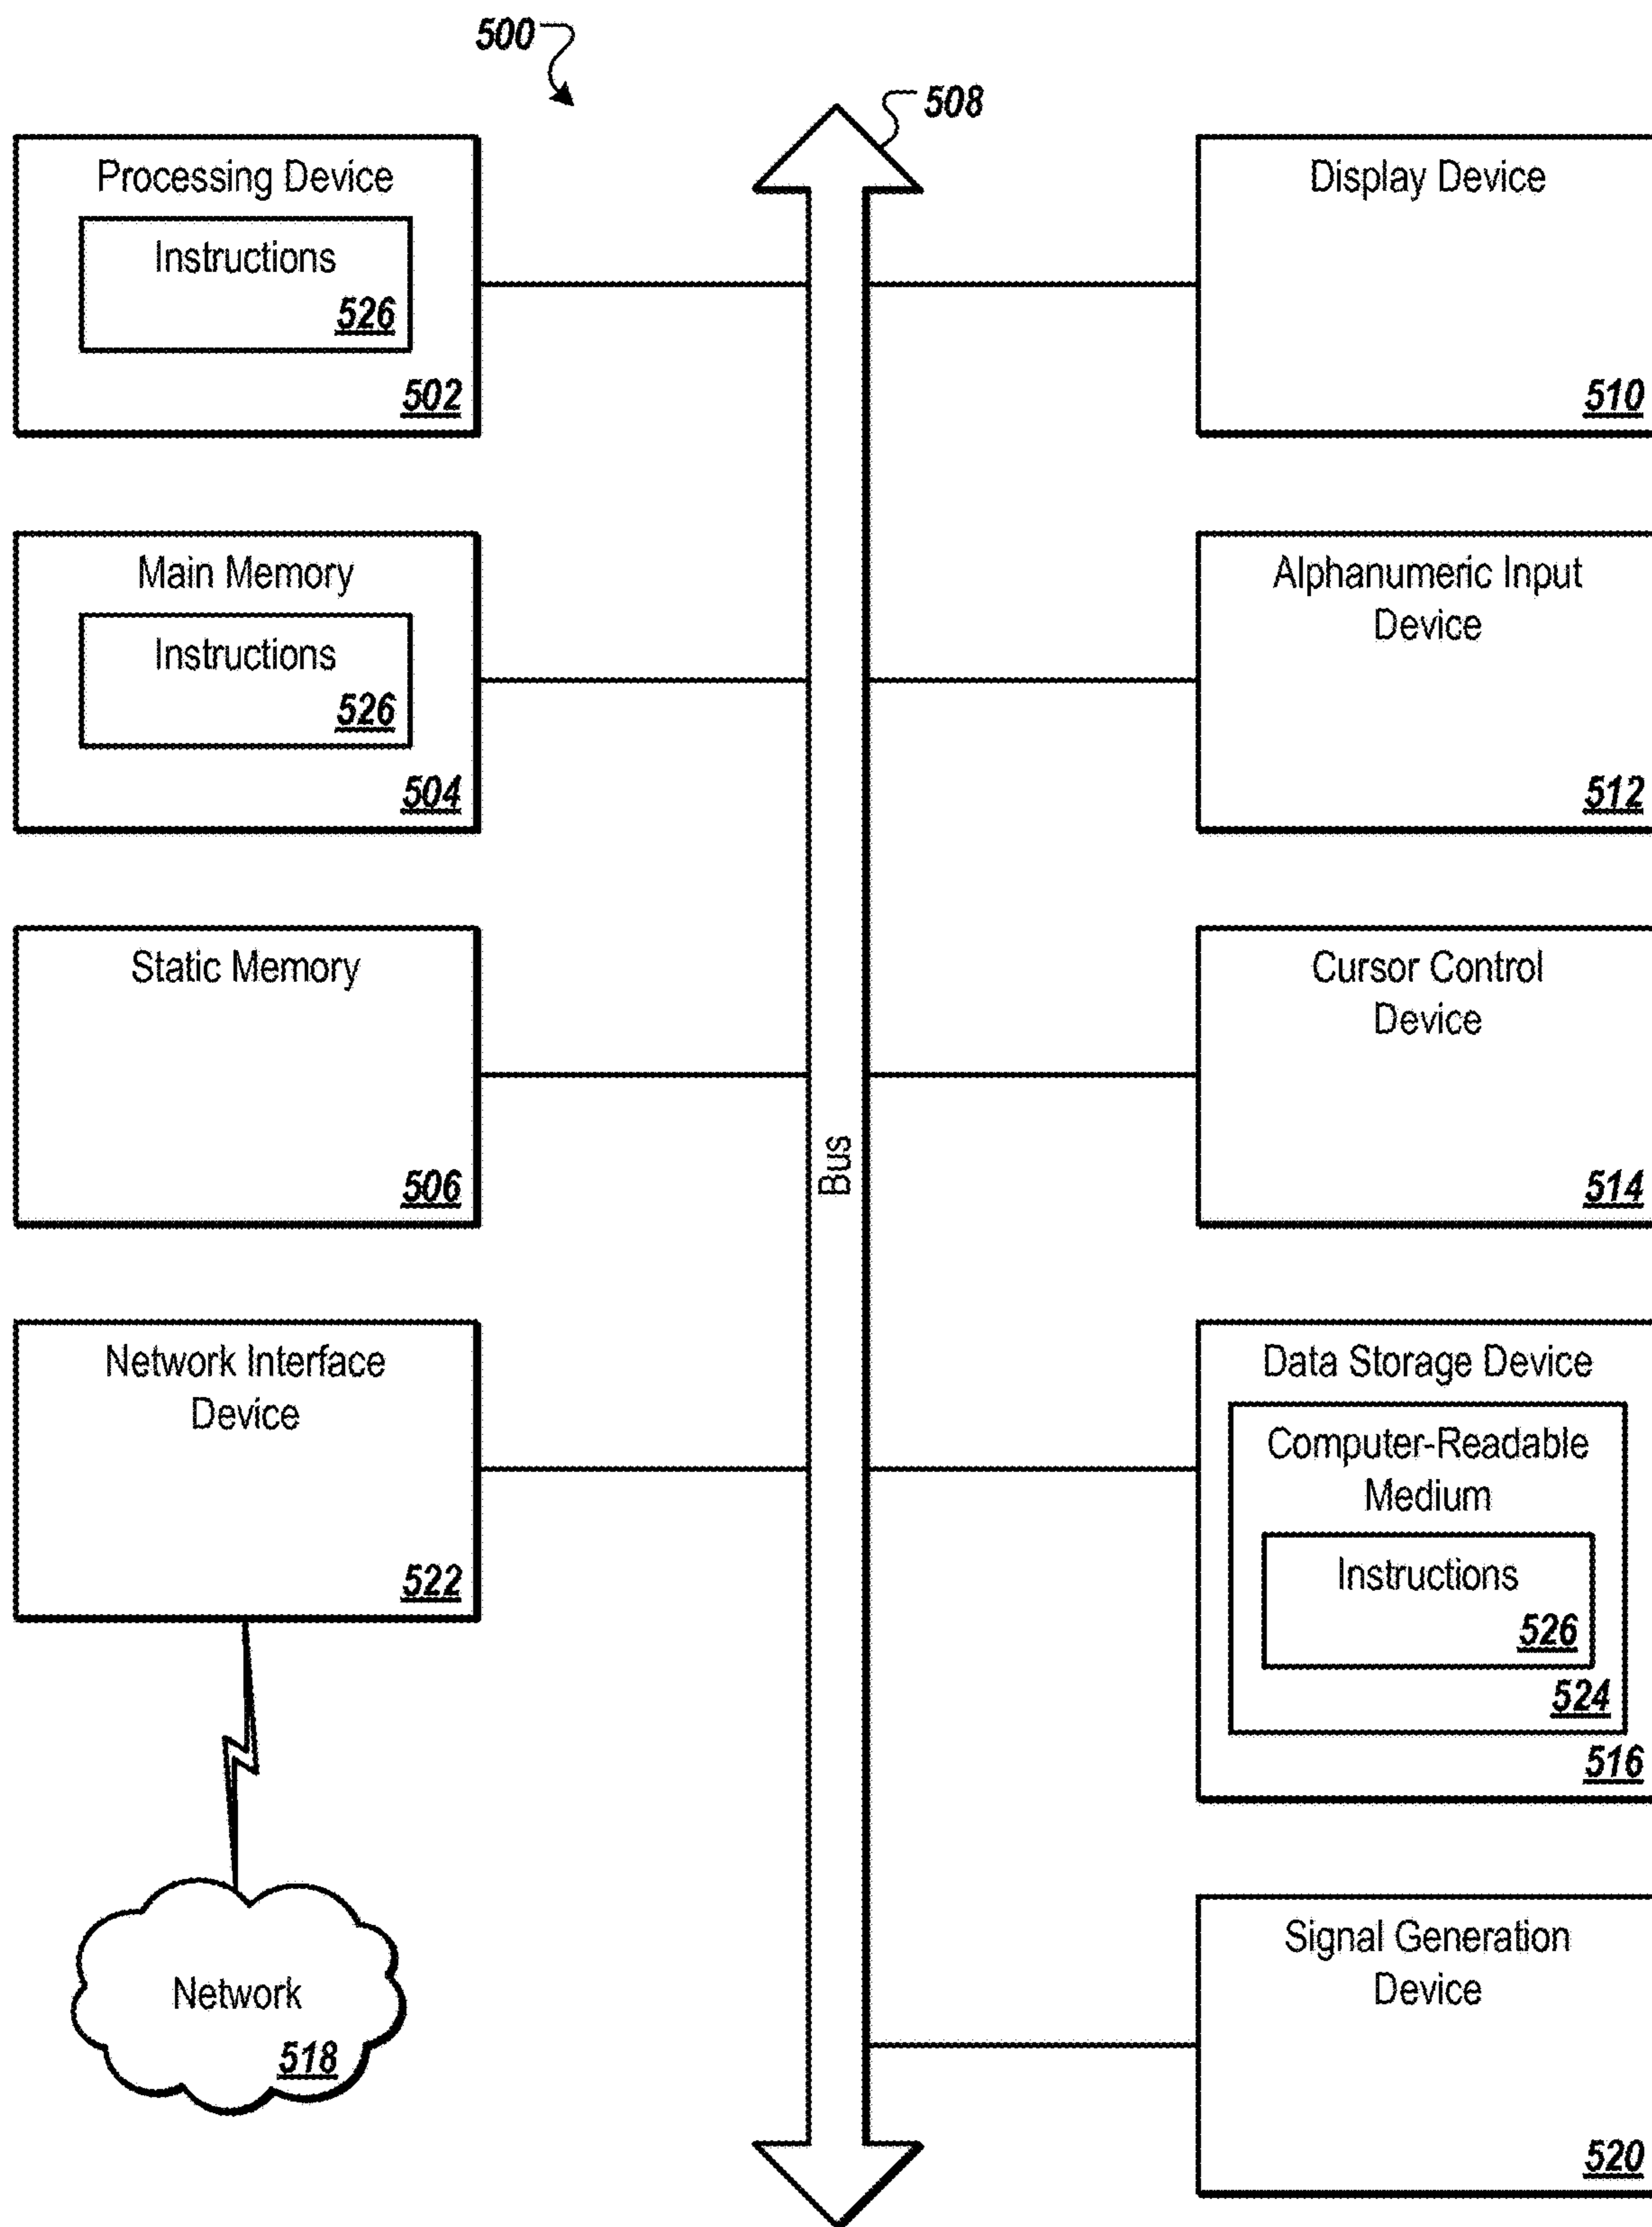 500
508
Processing Device
Instructions
526
502
Main Memory
Instructions
526
504
Static Memory
506
Network Interface
Device
522
Network
518
Bus
Display Device
510
Alphanumeric Input
Device
512
Cursor Control
Device
514
Data Storage Device
Computer-Readable
Medium
Instructions
526
524
516
Signal Generation
Device
520